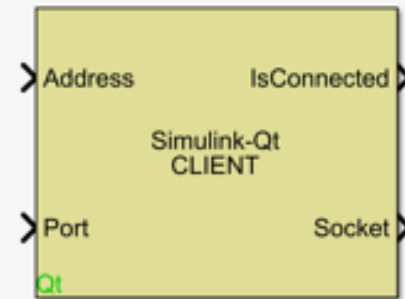 Address IsConnected
Simulink-Qt
CLIENT
Port Socket
Qt